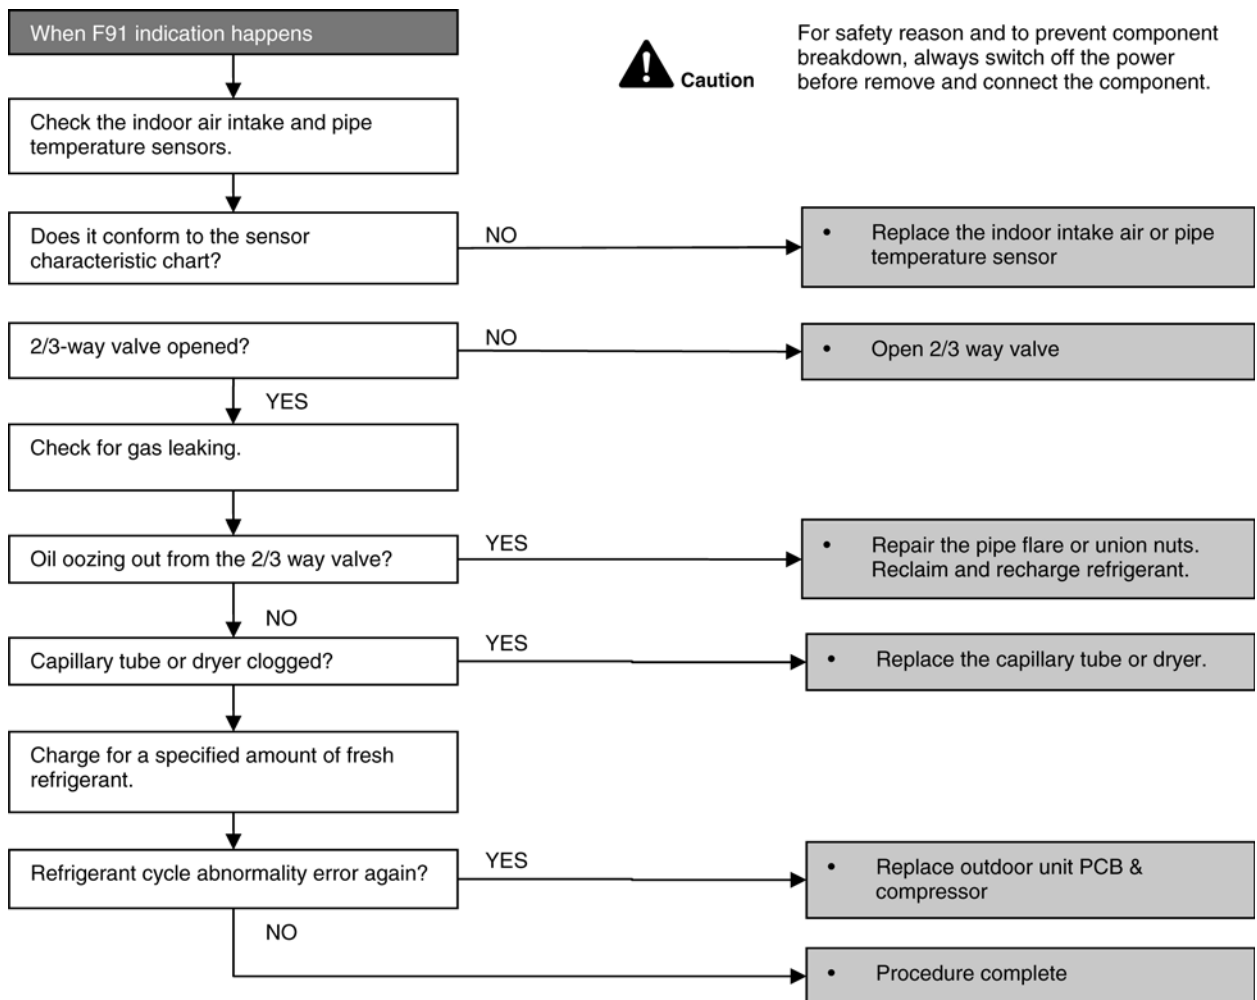 When F91 indication happens
Caution
For safety reason and to prevent component
breakdown, always switch off the power
before remove and connect the component.
Check the indoor air intake and pipe
temperature sensors.
Does it conform to the sensor
characteristic chart?
NO
• Replace the indoor intake air or pipe
temperature sensor
2/3-way valve opened?
NO
• Open 2/3 way valve
YES
Check for gas leaking.
Oil oozing out from the 2/3 way valve?
YES
• Repair the pipe flare or union nuts.
Reclaim and recharge refrigerant.
NO
Capillary tube or dryer clogged?
YES
• Replace the capillary tube or dryer.
Charge for a specified amount of fresh
refrigerant.
Refrigerant cycle abnormality error again?
YES
• Replace outdoor unit PCB &
compressor
NO
• Procedure complete